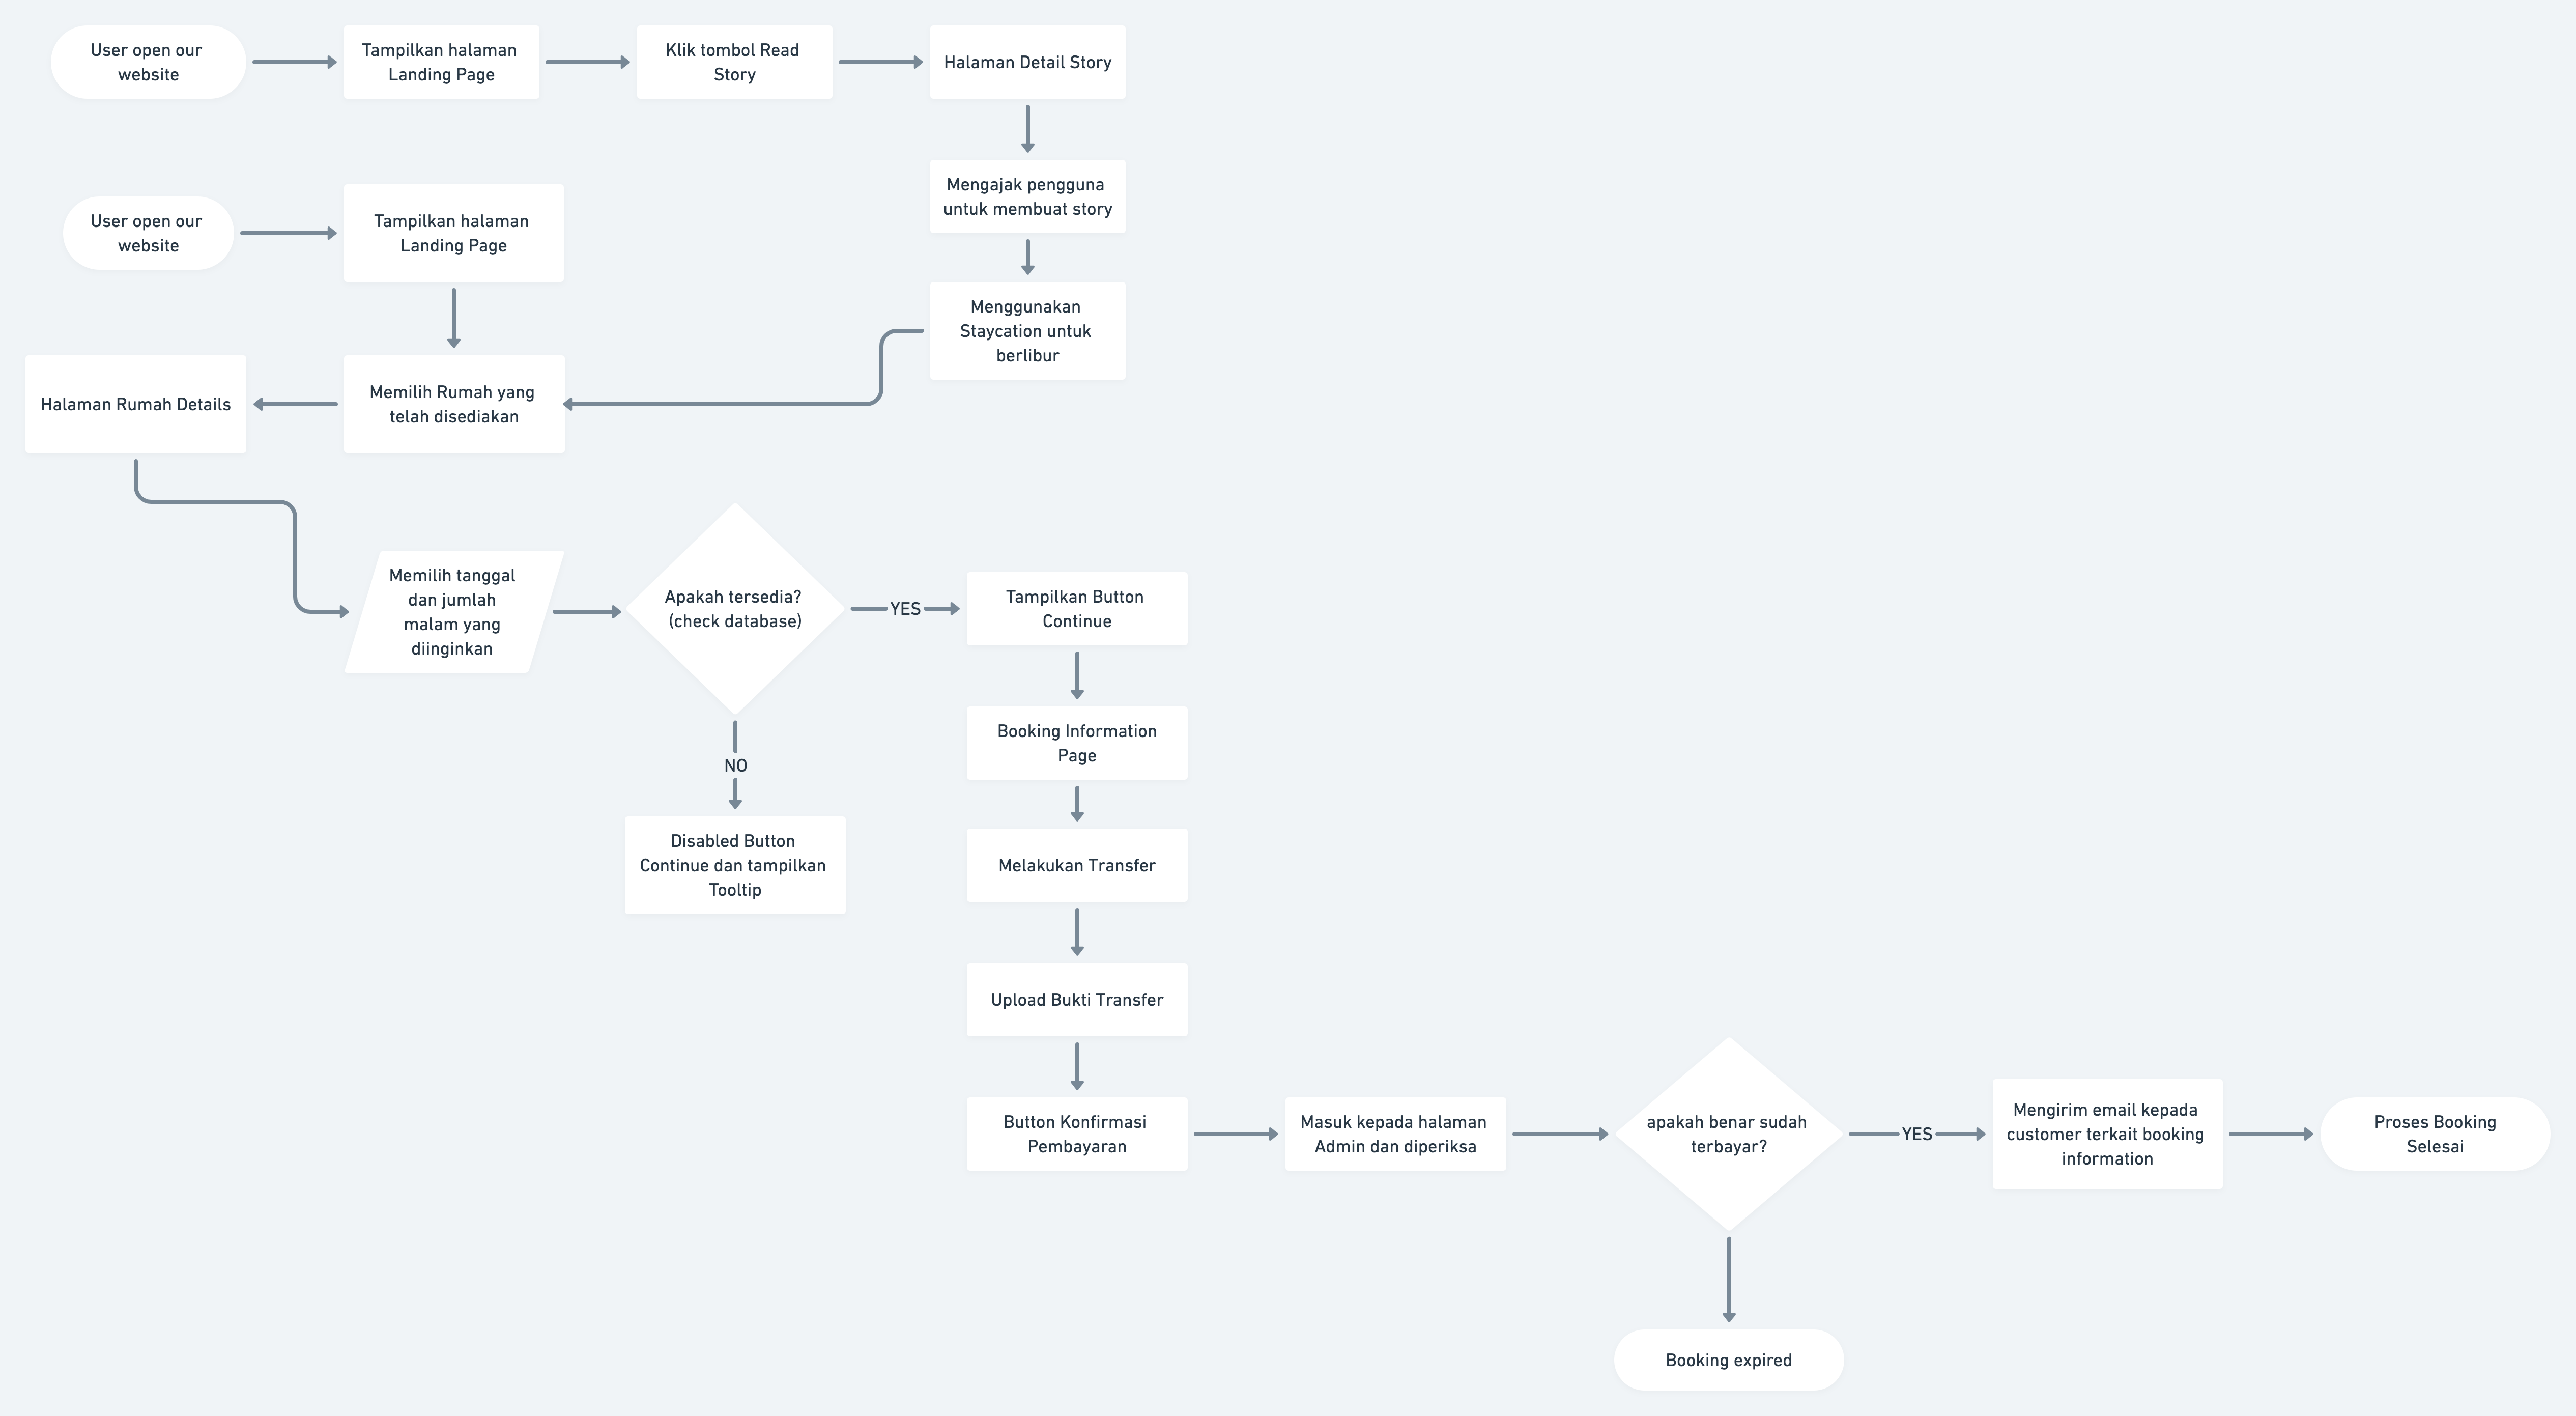 User open our
website
Tampilkan halaman
Landing Page
Klik tombol Read
Story
Halaman Detail Story
Mengajak pengguna
untuk membuat story
User open our
website
Tampilkan halaman
Landing Page
Menggunakan
Staycation untuk
berlibur
Memilih Rumah yang
telah disediakan
Halaman Rumah Details
Memilih tanggal
dan jumlah
malam yang
diinginkan
Apakah tersedia?
(check database)
YES
Tampilkan Button
Continue
NO
Disabled Button
Continue dan tampilkan
Tooltip
Booking Information
Page
Melakukan Transfer
Upload Bukti Transfer
Button Konfirmasi
Pembayaran
Masuk kepada halaman
Admin dan diperiksa
apakah benar sudah
terbayar?
YES
Mengirim email kepada
customer terkait booking
information
Proses Booking
Selesai
Booking expired